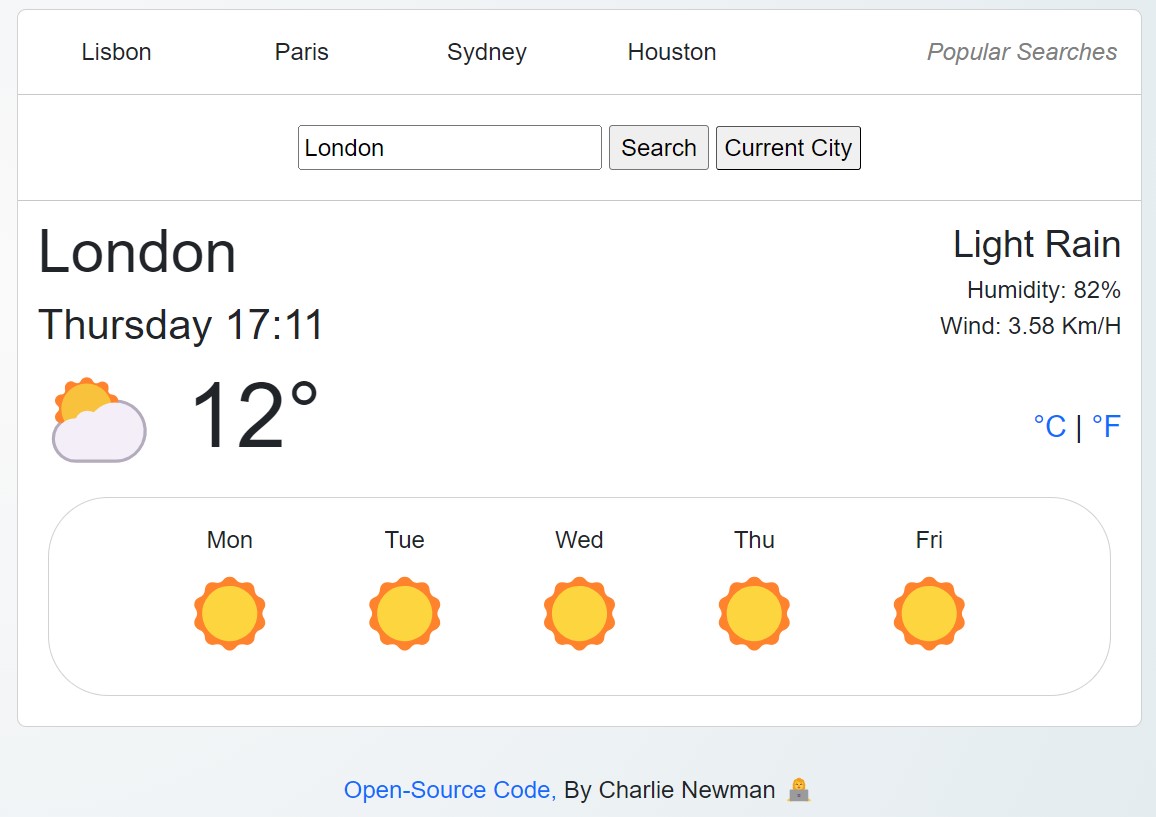 Lisbon Paris Sydney Houston Popular Searches
London Search Current City
London
Light Rain
Thursday 17:11
Humidity: 82%
Wind: 3.58 Km/H
12°
°C | °F
Mon Tue Wed Thu Fri
Open-Source Code, By Charlie Newman